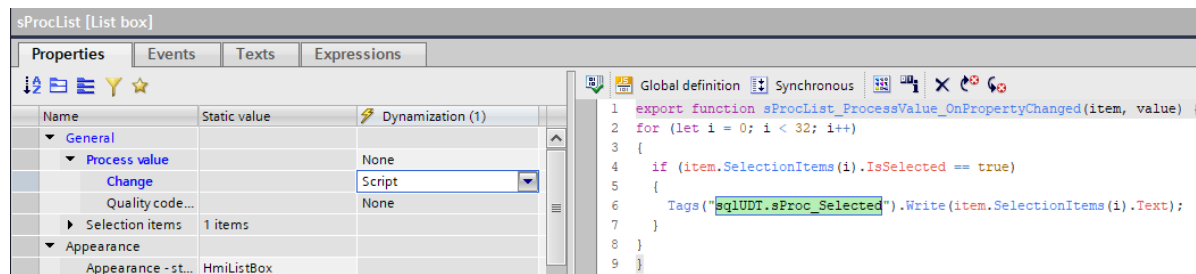 sProcList [List box]
Properties Events Texts Expressions
Global definition Synchronous
Name Static value Dynamization (1)
General
Process value None
Change Script
Quality code... None
Selection items 1 items
Appearance
Appearance - st... HmiListBox
1 export function sProcList_ProcessValue_OnPropertyChanged(item, value) {
2 for (let i = 0; i < 32; i++)
3 {
4 if (item.SelectionItems(i).IsSelected == true)
5 {
6 Tags("sqlUDT.sProc_Selected").Write(item.SelectionItems(i).Text);
7 }
8 }
9 }